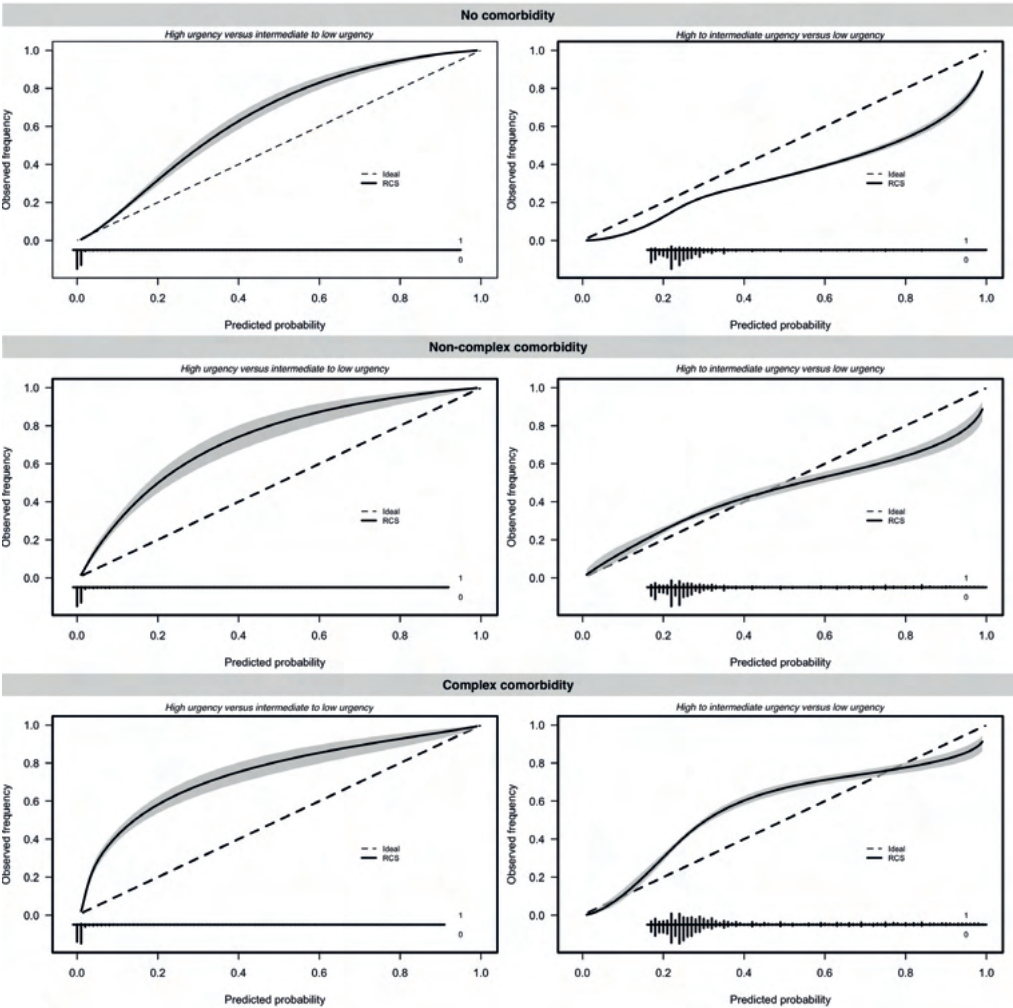 No comorbidity
High urgency versus intermediate to low urgency
Observed frequency
1.0
0.8
0.6
0.4
0.2
0.0
Ideal
RCS
1
0
0.0 0.2 0.4 0.6 0.8 1.0
Predicted probability
High to intermediate urgency versus low urgency
Observed frequency
1.0
0.8
0.6
0.4
0.2
0.0
Ideal
RCS
1
0
0.0 0.2 0.4 0.6 0.8 1.0
Predicted probability
Non-complex comorbidity
High urgency versus intermediate to low urgency
Observed frequency
1.0
0.8
0.6
0.4
0.2
0.0
Ideal
RCS
1
0
0.0 0.2 0.4 0.6 0.8 1.0
Predicted probability
High to intermediate urgency versus low urgency
Observed frequency
1.0
0.8
0.6
0.4
0.2
0.0
Ideal
RCS
1
0
0.0 0.2 0.4 0.6 0.8 1.0
Predicted probability
Complex comorbidity
High urgency versus intermediate to low urgency
Observed frequency
1.0
0.8
0.6
0.4
0.2
0.0
Ideal
RCS
1
0
0.0 0.2 0.4 0.6 0.8 1.0
Predicted probability
High to intermediate urgency versus low urgency
Observed frequency
1.0
0.8
0.6
0.4
0.2
0.0
Ideal
RCS
1
0
0.0 0.2 0.4 0.6 0.8 1.0
Predicted probability